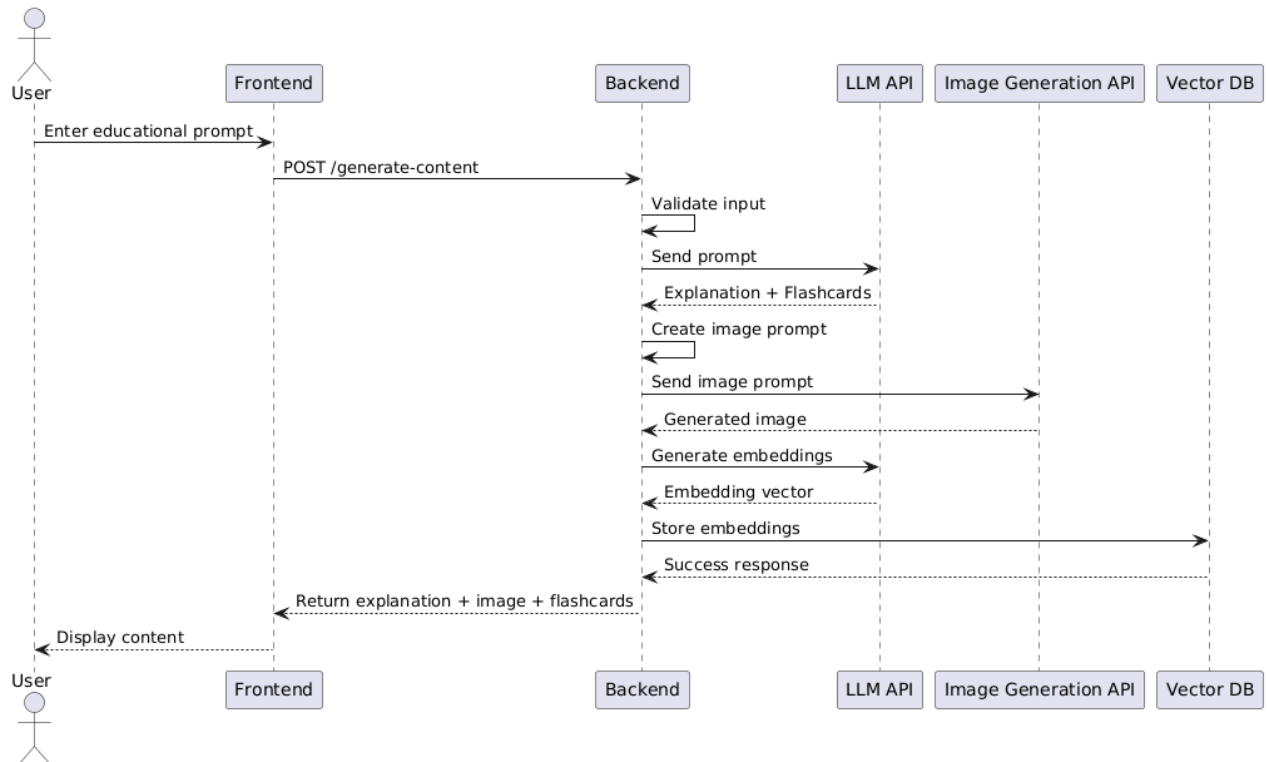 User
Frontend
Backend
LLM API
Image Generation API
Vector DB
Enter educational prompt
POST /generate-content
Validate input
Send prompt
Explanation + Flashcards
Create image prompt
Send image prompt
Generated image
Generate embeddings
Embedding vector
Store embeddings
Success response
Return explanation + image + flashcards
Display content
User
Frontend
Backend
LLM API
Image Generation API
Vector DB